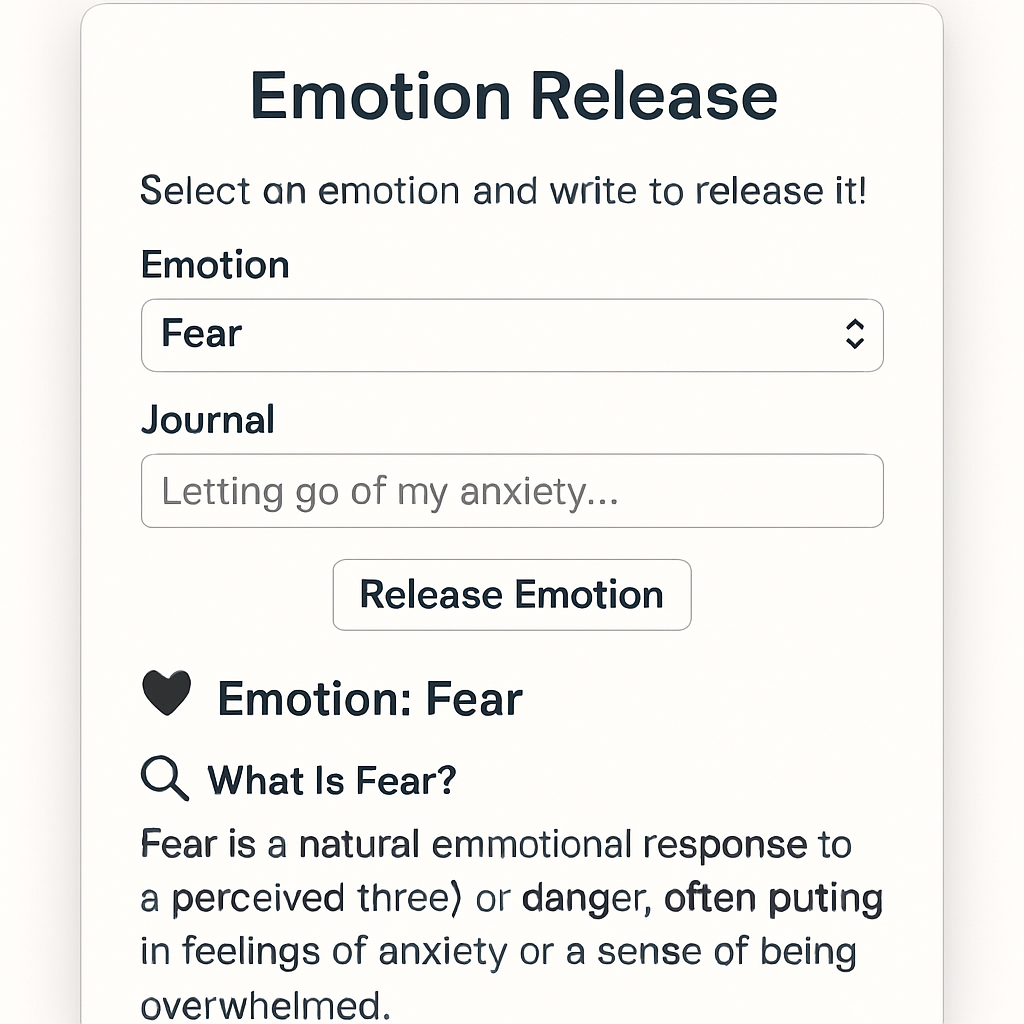 Emotion Release
Select an emotion and write to release it!
Emotion
Fear
Journal
Letting go of my anxiety...
Release Emotion
Emotion: Fear
What Is Fear?
Fear is a natural emmotional response to
a perceived three) or danger, often puting
in feelings of anxiety or a sense of being
overwhelmed.